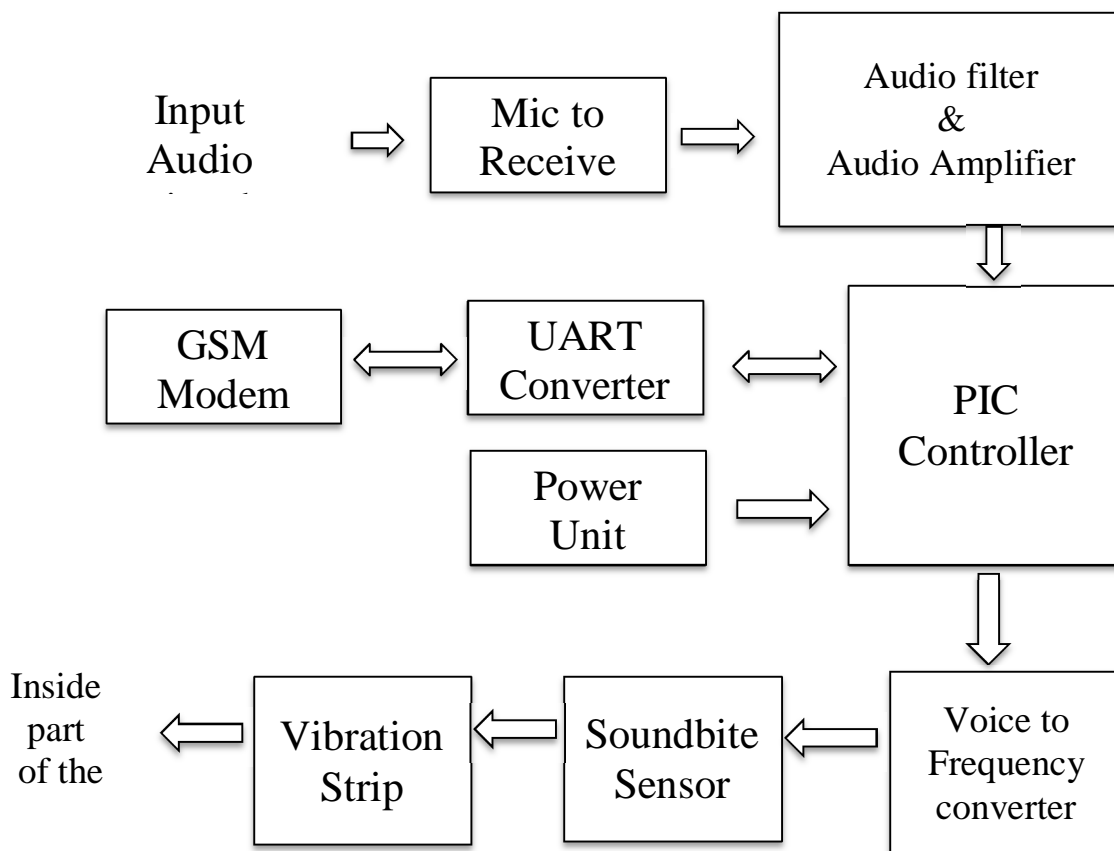 Input
Audio
Mic to
Receive
Audio filter
&
Audio Amplifier
GSM
Modem
UART
Converter
PIC
Controller
Power
Unit
Inside
part
of the
Vibration
Strip
Soundbite
Sensor
Voice to
Frequency
converter